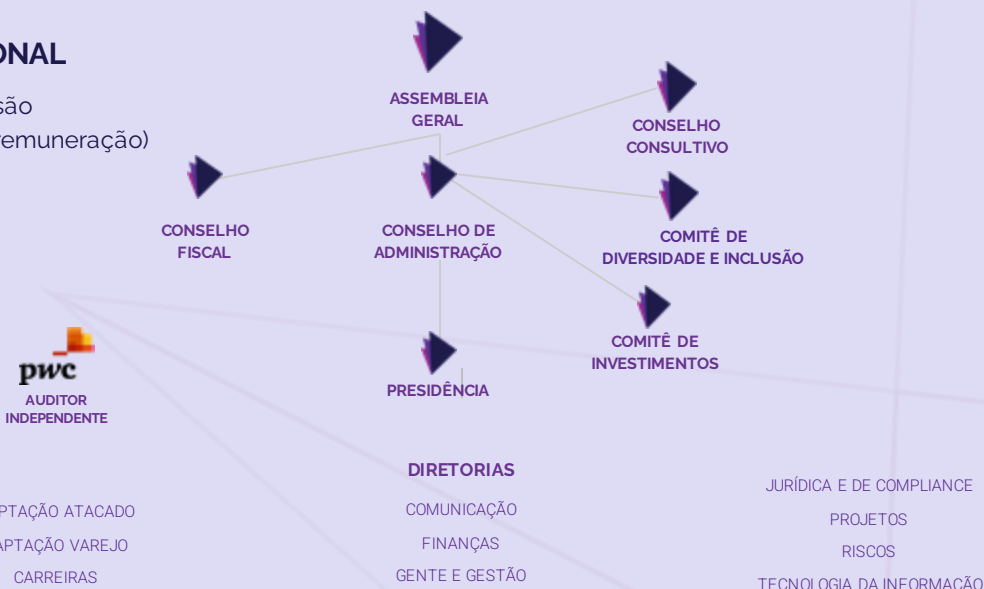 ONAL
são
remuneração)
ASSEMBLEIA
GERAL
CONSELHO
CONSULTIVO
CONSELHO
FISCAL
CONSELHO DE
ADMINISTRAÇÃO
COMITÊ DE
DIVERSIDADE E INCLUSÃO
COMITÊ DE
INVESTIMENTOS
pwc
AUDITOR
INDEPENDENTE
PRESIDÊNCIA
DIRETORIAS
PTAÇÃO ATACADO
APTAÇÃO VAREJO
CARREIRAS
COMUNICAÇÃO
FINANÇAS
GENTE E GESTÃO
JURÍDICA E DE COMPLIANCE
PROJETOS
RISCOS
TECNOLOGIA DA INFORMAÇÃO